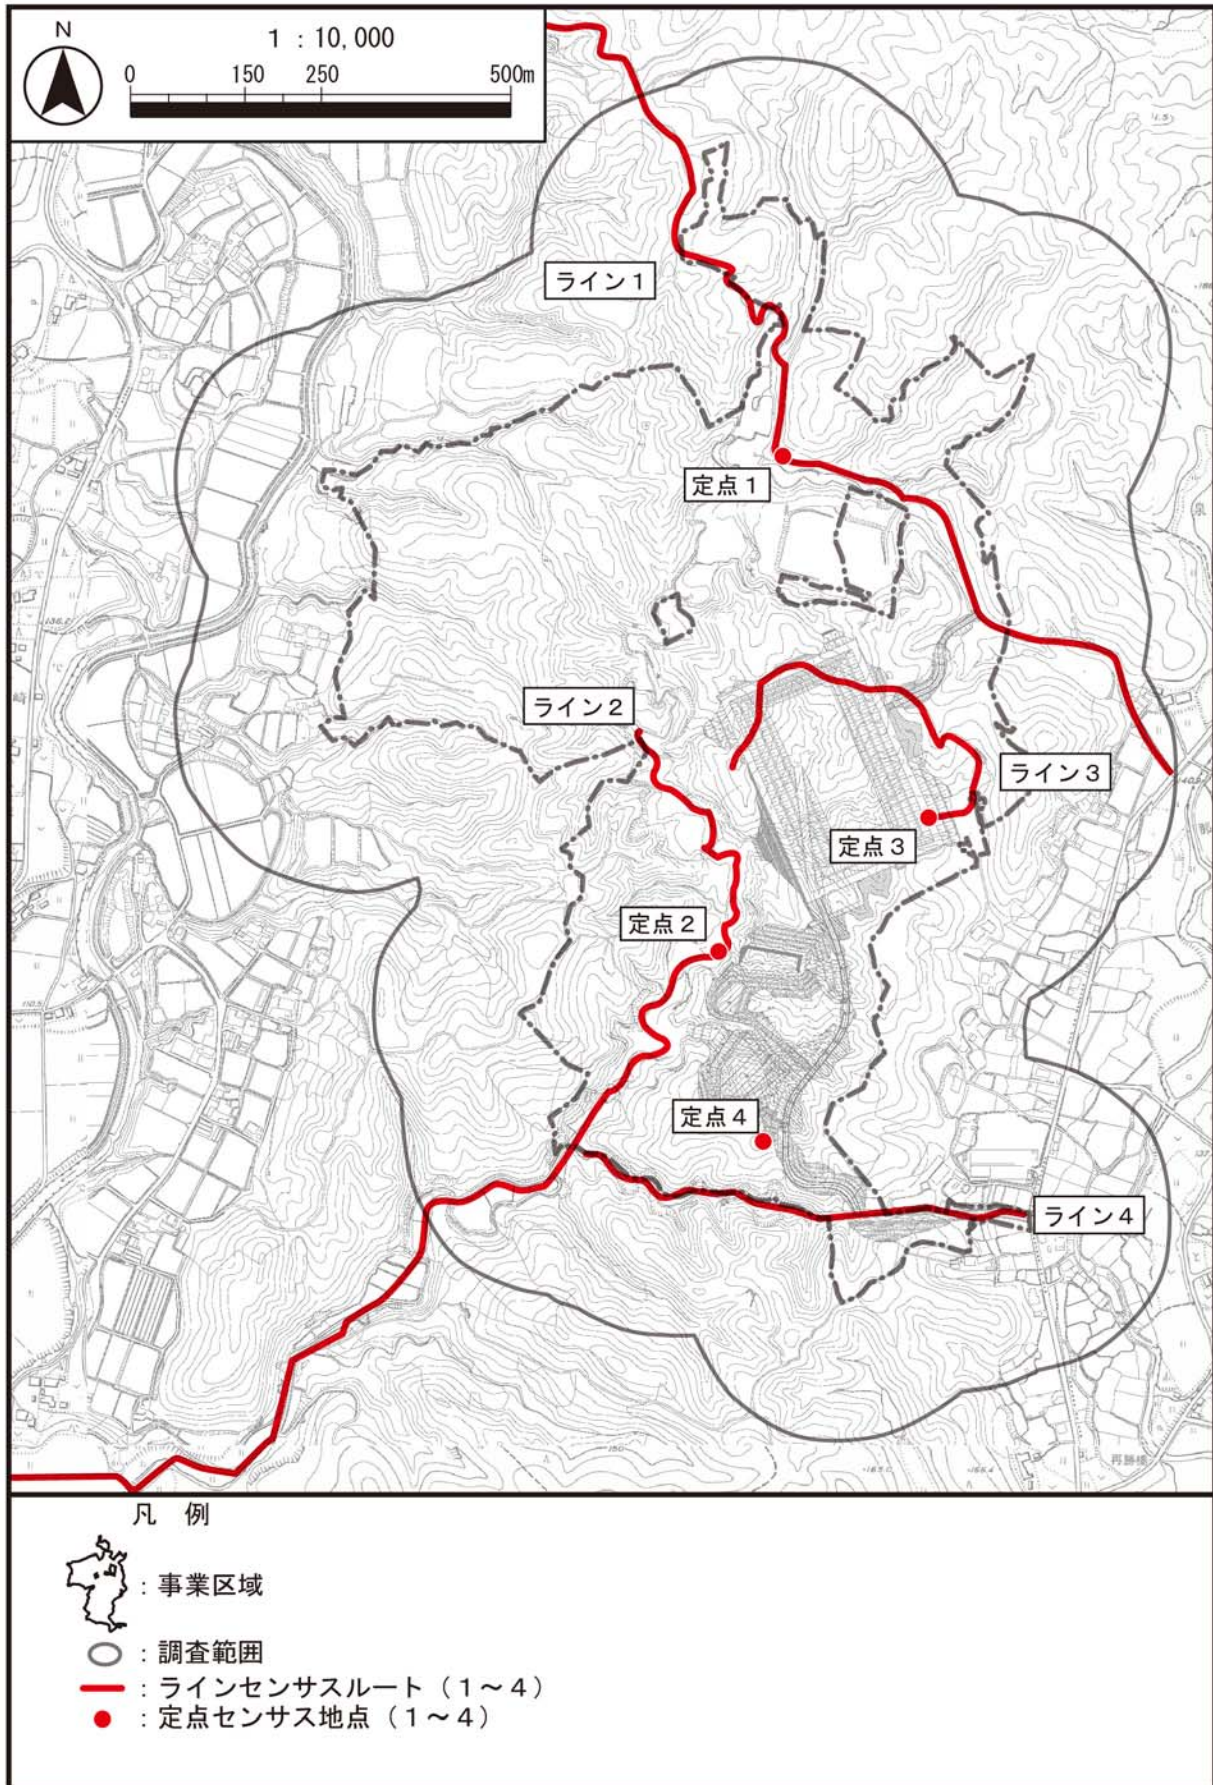 N
1 : 10,000
0 150 250 500m
ライン1
定点1
ライン2
ライン3
定点3
定点2
定点4
ライン4
凡 例
: 事業区域
: 調査範囲
: ラインセンサスルート（1～4）
: 定点センサス地点（1～4）